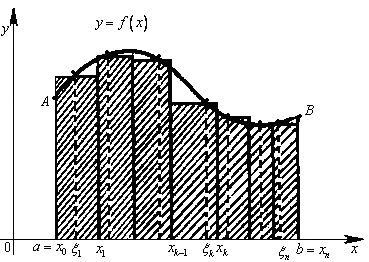 y = f(x)
y
A
B
0 a = x₀ ξ₁ x₁ xₖ₋₁ ξₖ xₖ ξₙ b = xₙ x